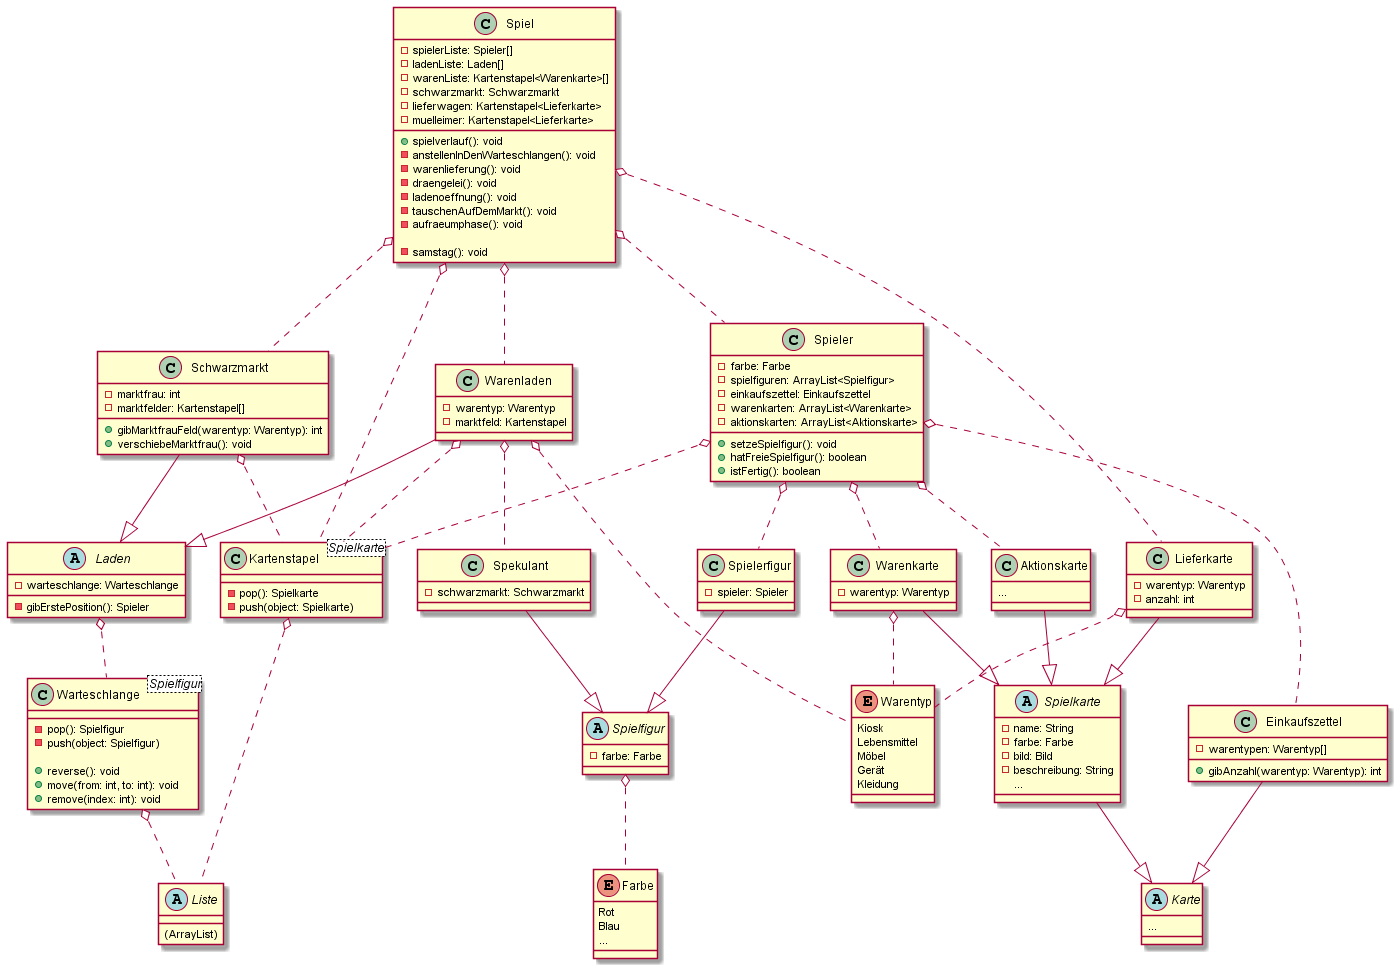 C Spiel
spielerListe: Spieler[]
ladenListe: Laden[]
warenListe: Kartenstapel<Warenkarte>[]
schwarzmarkt: Schwarzmarkt
lieferwagen: Kartenstapel<Lieferkarte>
muelleimer: Kartenstapel<Lieferkarte>
spielverlauf(): void
anstellenInDenWarteschlangen(): void
warenlieferung(): void
draengelei(): void
ladenoeffnung(): void
tauschenAufDemMarkt(): void
aufraeumphase(): void
samstag(): void
C Schwarzmarkt
marktfrau: int
marktfelder: Kartenstapel[]
gibMarktfrauFeld(warentyp: Warentyp): int
verschiebeMarktfrau(): void
C Warenladen
warentyp: Warentyp
marktfeld: Kartenstapel
C Spieler
farbe: Farbe
spielfiguren: ArrayList<Spielfigur>
einkaufszettel: Einkaufszettel
warenkarten: ArrayList<Warenkarte>
aktionskarten: ArrayList<Aktionskarte>
setzeSpielfigur(): void
hatFreieSpielfigur(): boolean
istFertig(): boolean
A Laden
warteschlange: Warteschlange
gibErstePosition(): Spieler
C Kartenstapel
Spielkarte
pop(): Spielkarte
push(object: Spielkarte)
C Spekulant
schwarzmarkt: Schwarzmarkt
C Spielerfigur
spieler: Spieler
C Warenkarte
warentyp: Warentyp
C Aktionskarte
...
C Lieferkarte
warentyp: Warentyp
anzahl: int
C Warteschlange
Spielfigur
pop(): Spielfigur
push(object: Spielfigur)
reverse(): void
move(from: int, to: int): void
remove(index: int): void
A Spielfigur
farbe: Farbe
E Warentyp
Kiosk
Lebensmittel
Möbel
Gerät
Kleidung
A Spielkarte
name: String
farbe: Farbe
bild: Bild
beschreibung: String
...
C Einkaufszettel
warentypen: Warentyp[]
gibAnzahl(warentyp: Warentyp): int
A Liste
(ArrayList)
E Farbe
Rot
Blau
...
A Karte
...